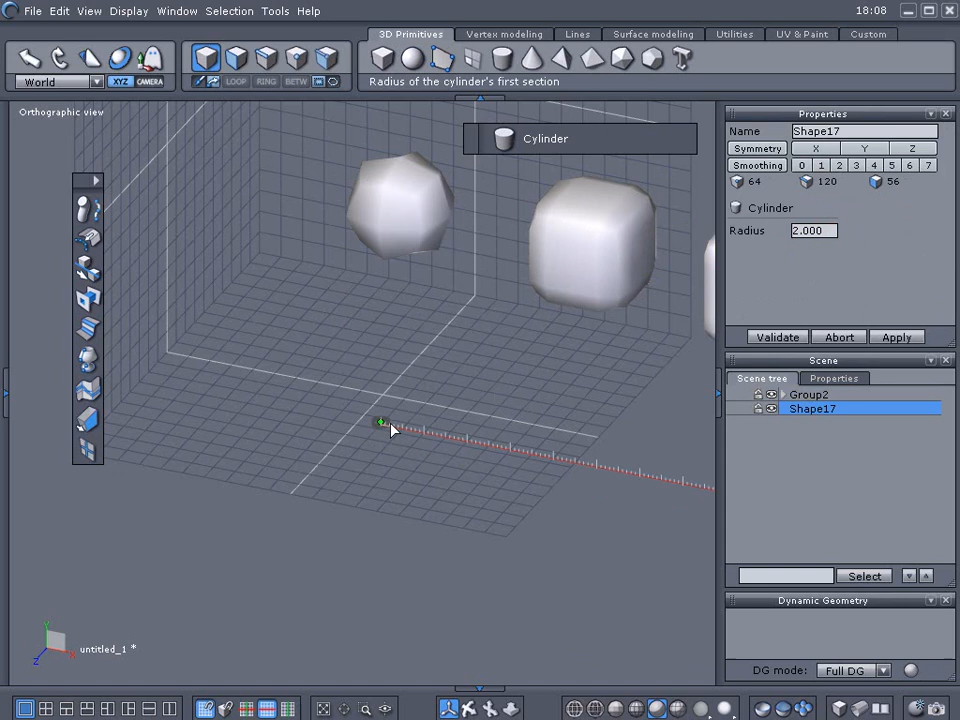 File Edit View Display Window Selection Tools Help 18:08
3D Primitives Vertex modeling Lines Surface modeling Utilities UV & Paint Custom
World XYZ CAMERA LOOP RING BETW Radius of the cylinder's first section
Orthographic view
Cylinder
Properties
Name Shape17
Symmetry X Y Z
Smoothing 0 1 2 3 4 5 6 7
64 120 56
Cylinder
Radius 2.000
Validate Abort Apply
Scene
Scene tree Properties
Group2
Shape17
Select
Dynamic Geometry
DG mode: Full DG
Y
X
Z
untitled_1 *